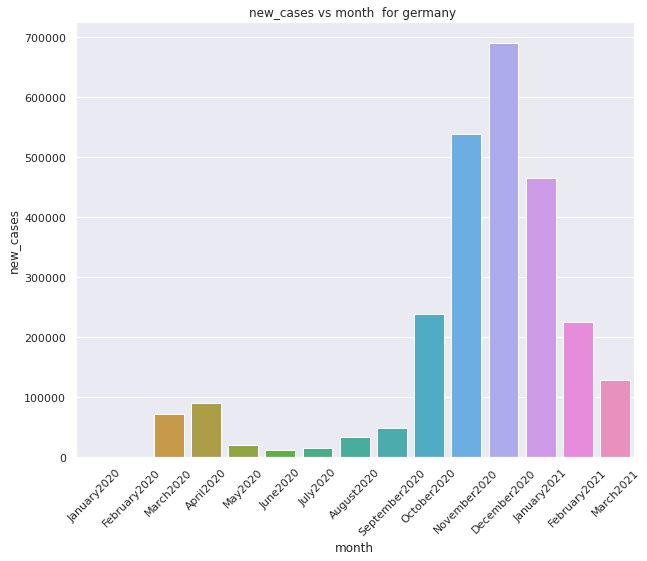 new_cases vs month  for germany
700000
600000
500000
400000
300000
200000
100000
0
new_cases
January2020
February2020
March2020
April2020
May2020
June2020
July2020
August2020
September2020
October2020
November2020
December2020
January2021
February2021
March2021
month